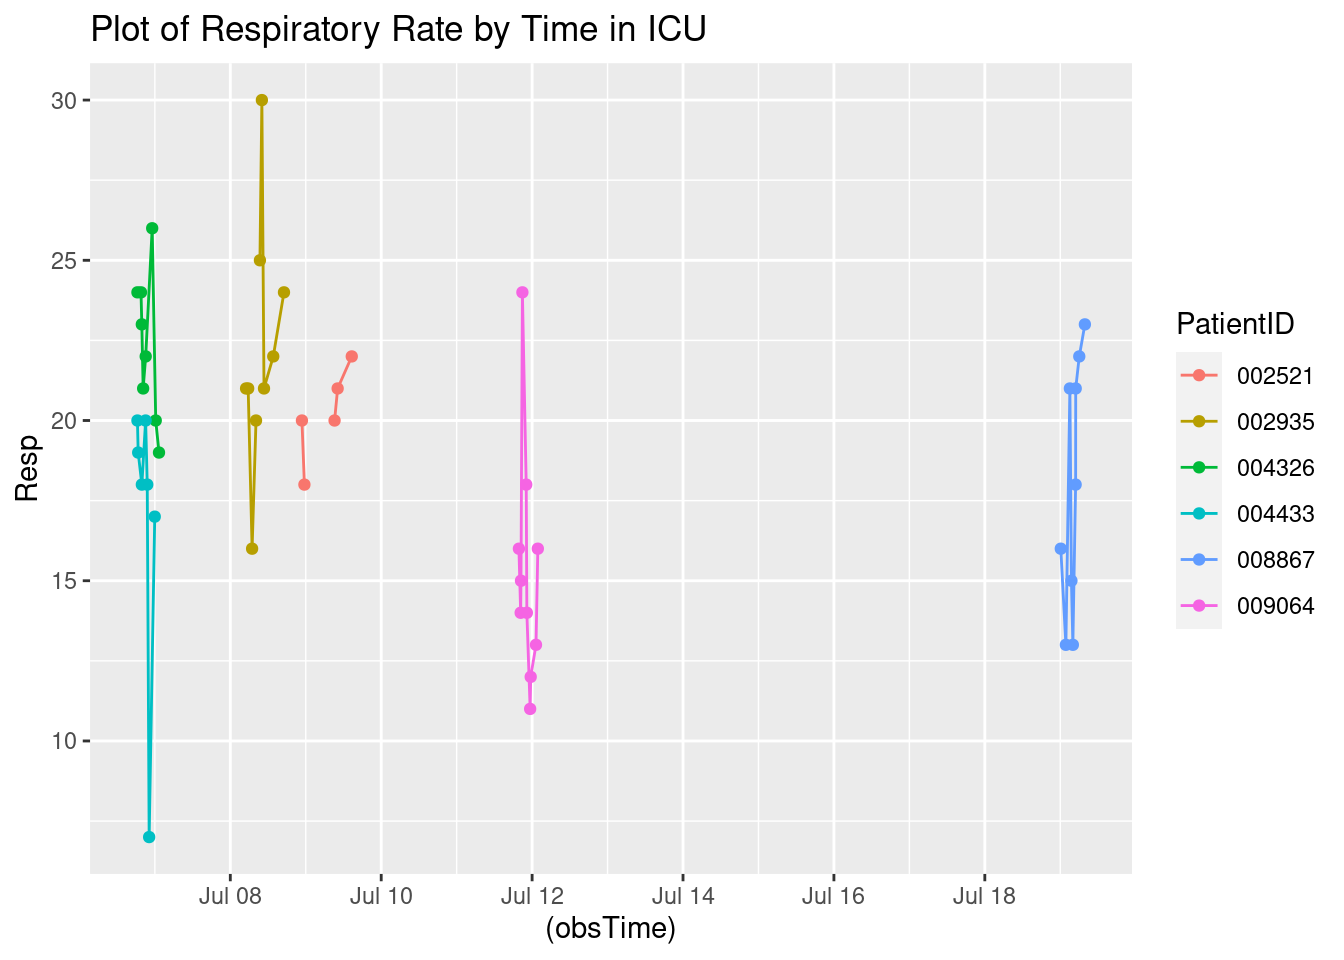 Plot of Respiratory Rate by Time in ICU
30
25
20
15
10
Resp
Jul 08 Jul 10 Jul 12 Jul 14 Jul 16 Jul 18
(obsTime)
PatientID
002521
002935
004326
004433
008867
009064